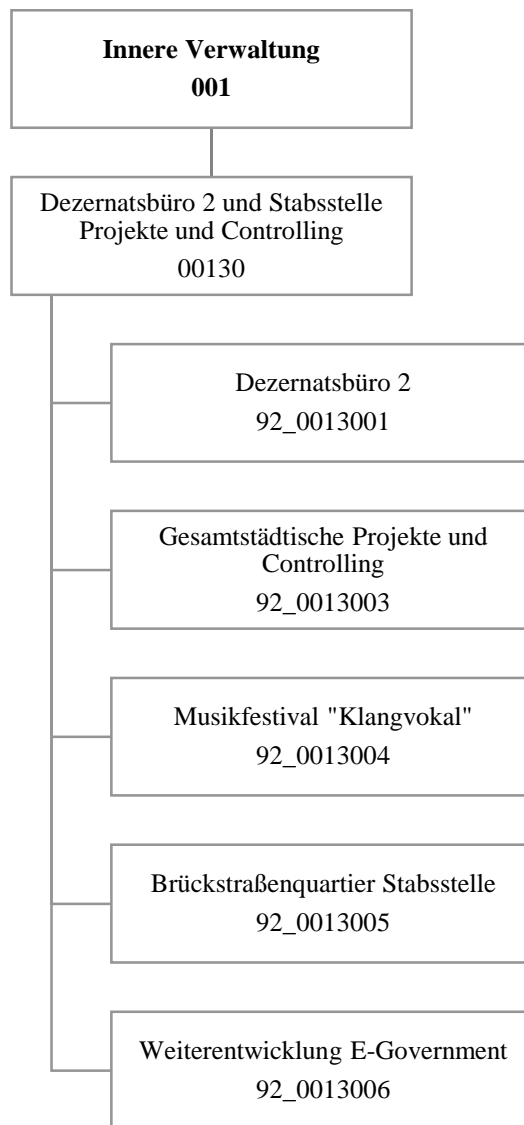 Innere Verwaltung
001
Dezernatsbüro 2 und Stabsstelle
Projekte und Controlling
00130
Dezernatsbüro 2
92_0013001
Gesamtstädtische Projekte und
Controlling
92_0013003
Musikfestival "Klangvokal"
92_0013004
Brückstraßenquartier Stabsstelle
92_0013005
Weiterentwicklung E-Government
92_0013006